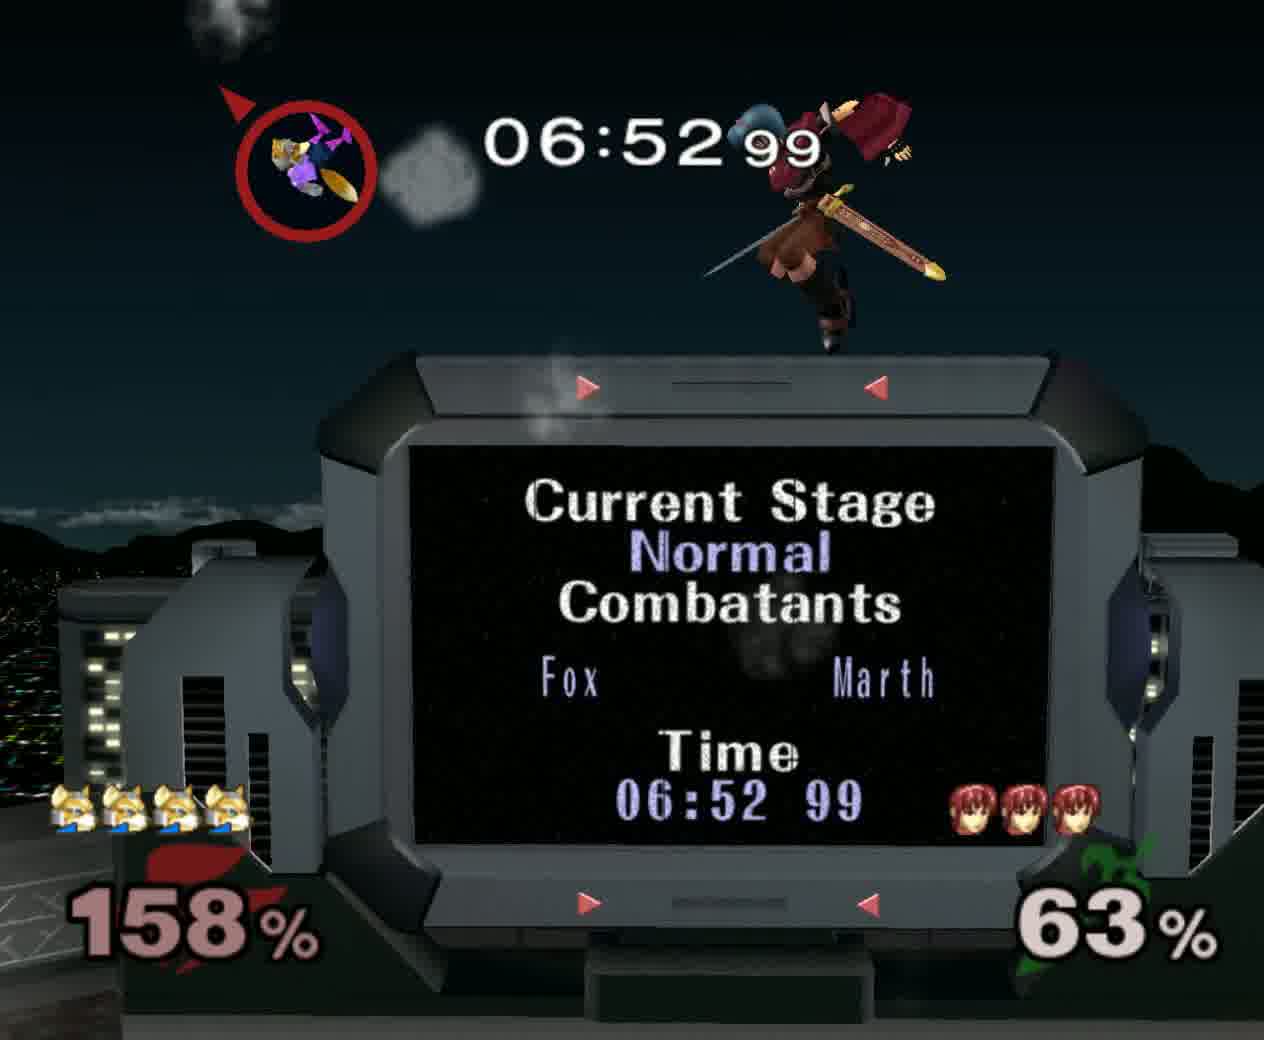 06:52 99
Current Stage
Normal
Combatants
Fox Marth
Time
06:52 99
158%
63%